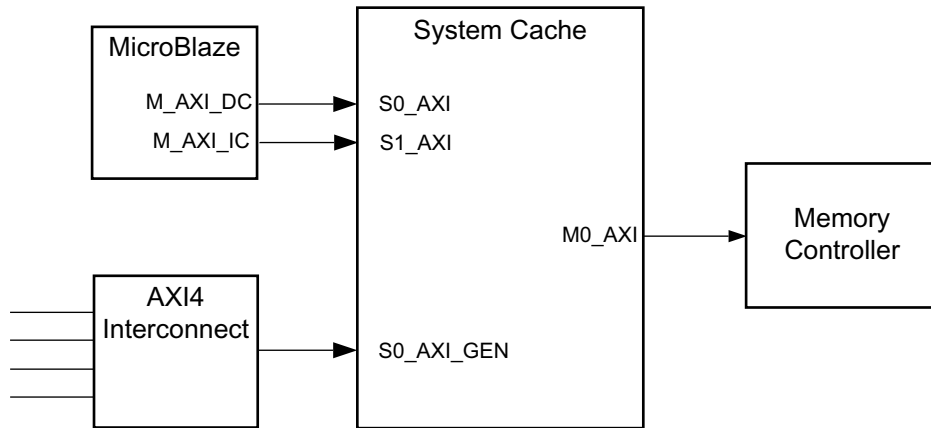 MicroBlaze
M_AXI_DC
M_AXI_IC
System Cache
S0_AXI
S1_AXI
M0_AXI
S0_AXI_GEN
AXI4
Interconnect
Memory
Controller